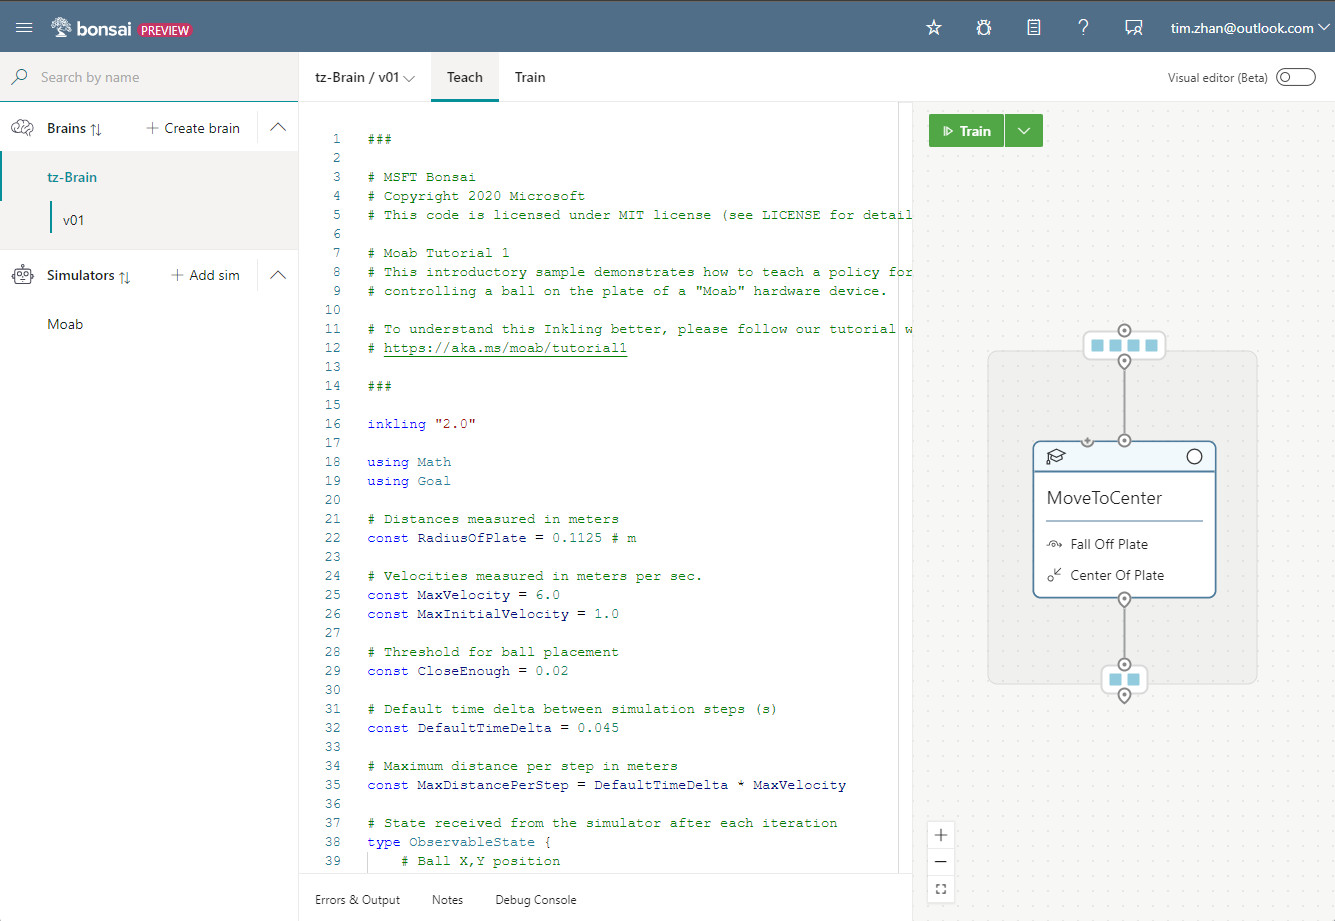 bonsai PREVIEW
tim.zhan@outlook.com
Search by name
tz-Brain / v01
Teach
Train
Visual editor (Beta)
Brains
Create brain
tz-Brain
v01
Simulators
Add sim
Moab
1 ###
2
3 # MSFT Bonsai
4 # Copyright 2020 Microsoft
5 # This code is licensed under MIT license (see LICENSE for detail
6
7 # Moab Tutorial 1
8 # This introductory sample demonstrates how to teach a policy for
9 # controlling a ball on the plate of a "Moab" hardware device.
10
11 # To understand this Inkling better, please follow our tutorial w
12 # https://aka.ms/moab/tutorial1
13
14 ###
15
16 inkling "2.0"
17
18 using Math
19 using Goal
20
21 # Distances measured in meters
22 const RadiusOfPlate = 0.1125 # m
23
24 # Velocities measured in meters per sec.
25 const MaxVelocity = 6.0
26 const MaxInitialVelocity = 1.0
27
28 # Threshold for ball placement
29 const CloseEnough = 0.02
30
31 # Default time delta between simulation steps (s)
32 const DefaultTimeDelta = 0.045
33
34 # Maximum distance per step in meters
35 const MaxDistancePerStep = DefaultTimeDelta * MaxVelocity
36
37 # State received from the simulator after each iteration
38 type ObservableState {
39 # Ball X,Y position
Errors & Output
Notes
Debug Console
Train
MoveToCenter
Fall Off Plate
Center Of Plate